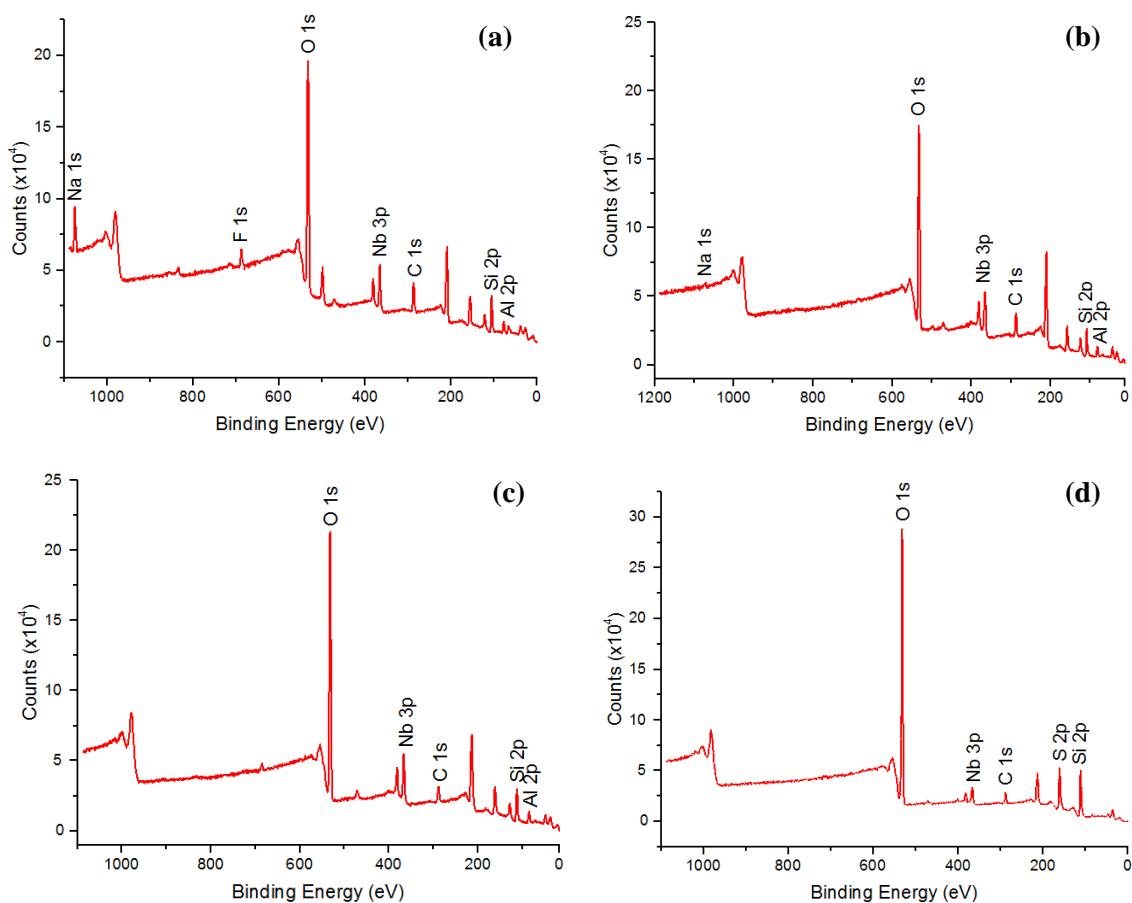 (a)
Counts (x10⁴)
20
15
10
5
0
Na 1s
F 1s
O 1s
Nb 3p
C 1s
Si 2p
Al 2p
1000 800 600 400 200 0
Binding Energy (eV)
(b)
Counts (x10⁴)
25
20
15
10
5
0
Na 1s
O 1s
Nb 3p
C 1s
Si 2p
Al 2p
1200 1000 800 600 400 200 0
Binding Energy (eV)
(c)
Counts (x10⁴)
25
20
15
10
5
0
O 1s
Nb 3p
C 1s
Si 2p
Al 2p
1000 800 600 400 200 0
Binding Energy (eV)
(d)
Counts (x10⁴)
30
25
20
15
10
5
0
O 1s
Nb 3p
C 1s
S 2p
Si 2p
1000 800 600 400 200 0
Binding Energy (eV)